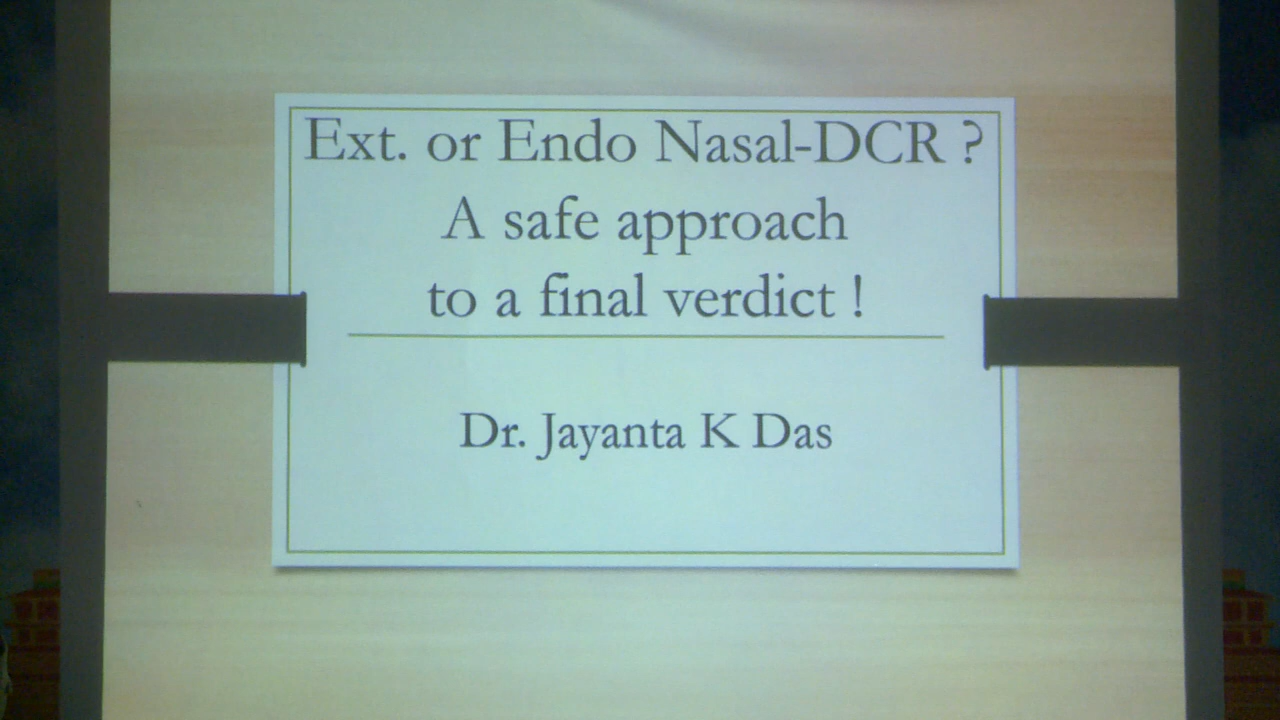 Ext. or Endo Nasal-DCR ?
A safe approach
to a final verdict !
Dr. Jayanta K Das